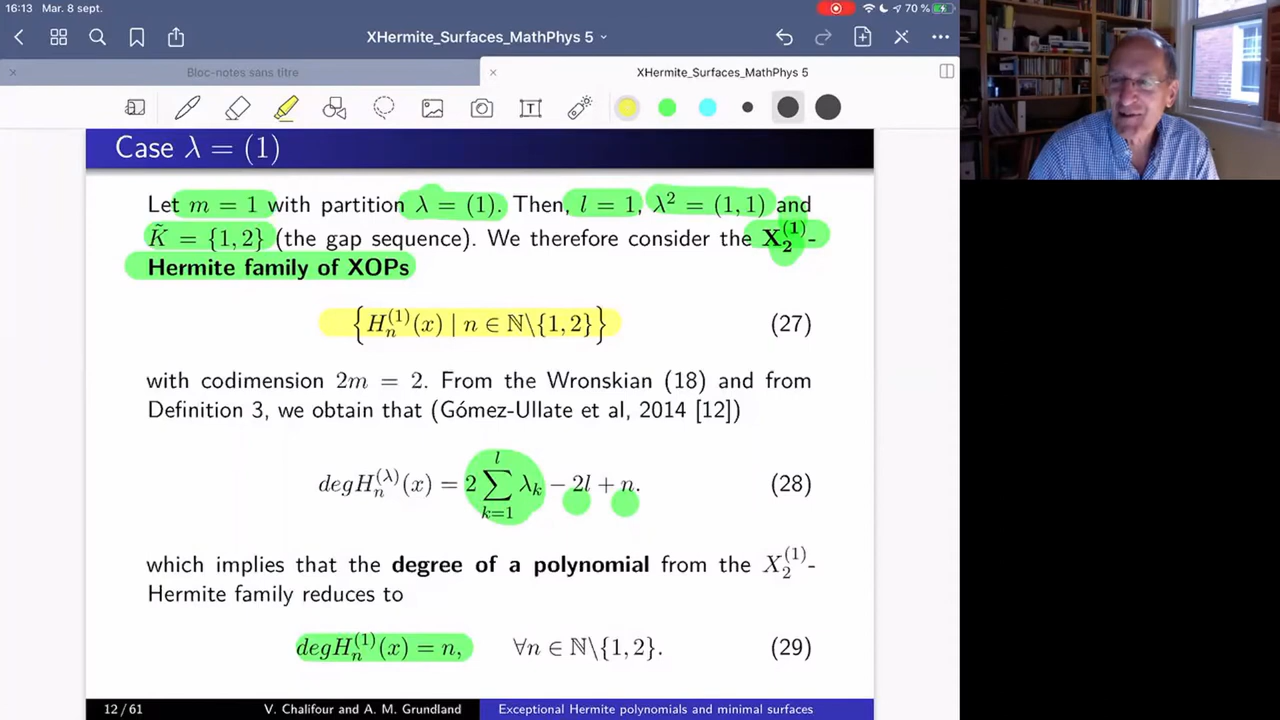 16:13 Mar. 8 sept.
70 %
XHermite_Surfaces_MathPhys 5
Bloc-notes sans titre
XHermite_Surfaces_MathPhys 5
Case λ = (1)
Let m = 1 with partition λ = (1). Then, l = 1, λ² = (1, 1) and
K̃ = {1, 2} (the gap sequence). We therefore consider the X₂⁽¹⁾-
Hermite family of XOPs
{Hₙ⁽¹⁾(x) | n ∈ ℕ\{1, 2}} (27)
with codimension 2m = 2. From the Wronskian (18) and from
Definition 3, we obtain that (Gómez-Ullate et al, 2014 [12])
degHₙ^(λ)(x) = 2 ∑_{k=1}^{l} λₖ − 2l + n. (28)
which implies that the degree of a polynomial from the X₂⁽¹⁾-
Hermite family reduces to
degHₙ⁽¹⁾(x) = n, ∀n ∈ ℕ\{1, 2}. (29)
12 / 61 V. Chalifour and A. M. Grundland Exceptional Hermite polynomials and minimal surfaces